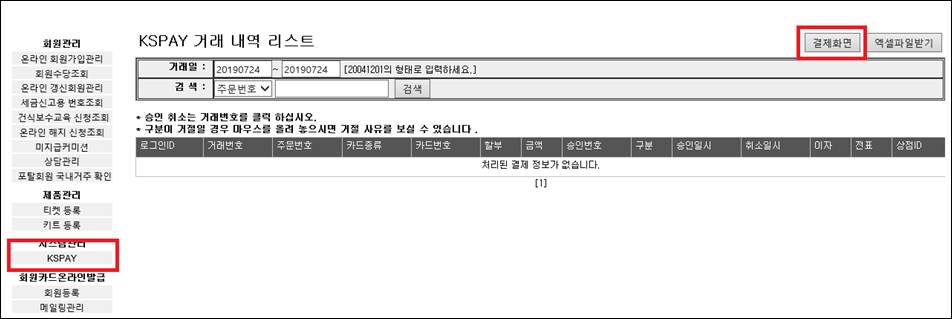 KSPAY 거래 내역 리스트
결제화면 엑셀파일받기
회원관리
온라인 회원가입관리
회원수당조회
온라인 갱신회원관리
세금신고용 번호조회
건식보수교육 신청조회
온라인 해지 신청조회
미지급커미션
상담관리
포탈회원 국내거주 확인
제품관리
티켓 등록
키트 등록
시스템관리
KSPAY
회원카드온라인발급
회원등록
메일링관리
거래일 : 20190724 ~ 20190724 [20041201의 형태로 입력하세요.]
검 색 : 주문번호 검색
* 승인 취소는 거래번호를 클릭 하십시오.
* 구분이 거절일 경우 마우스를 올려 놓으시면 거절 사유를 보실 수 있습니다 .
로그인ID 거래번호 주문번호 카드종류 카드번호 할부 금액 승인번호 구분 승인일시 취소일시 이자 전표 상점ID
처리된 결제 정보가 없습니다.
[1]